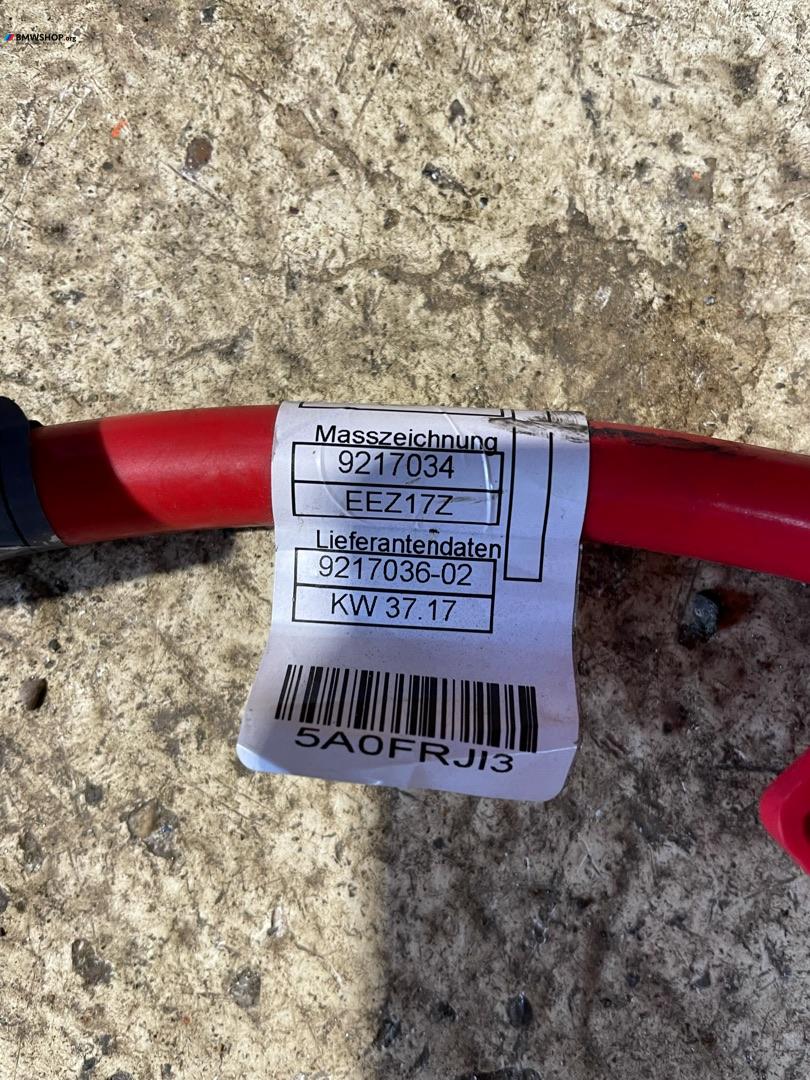 BMWSHOP.org
Masszeichnung
9217034
EEZ17Z
Lieferantendaten
9217036-02
KW 37.17
5A0FRJI3